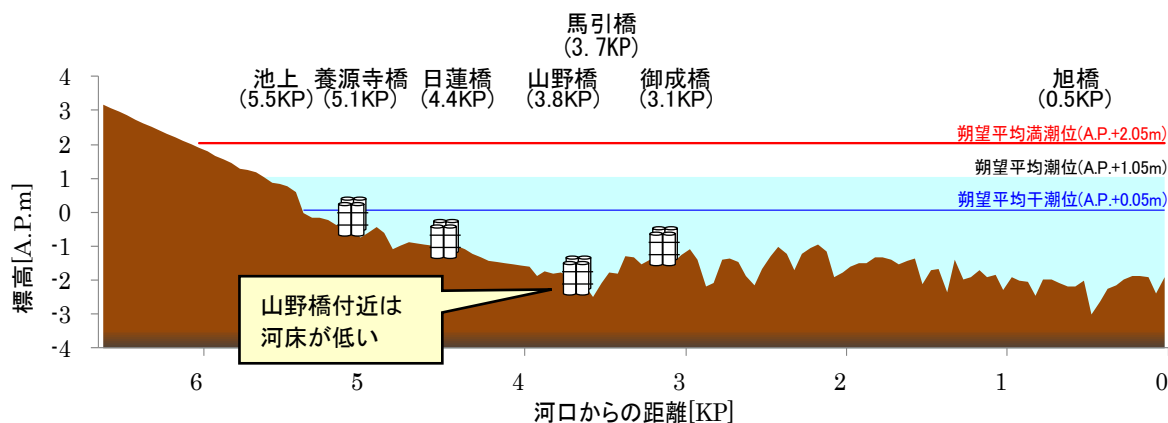 馬引橋
(3.7KP)
池上
(5.5KP)
養源寺橋
(5.1KP)
日蓮橋
(4.4KP)
山野橋
(3.8KP)
御成橋
(3.1KP)
旭橋
(0.5KP)
標高[A.P.m]
4
3
2
1
0
-1
-2
-3
-4
朔望平均満潮位(A.P.+2.05m)
朔望平均潮位(A.P.+1.05m)
朔望平均干潮位(A.P.+0.05m)
山野橋付近は
河床が低い
6
5
4
3
2
1
0
河口からの距離[KP]